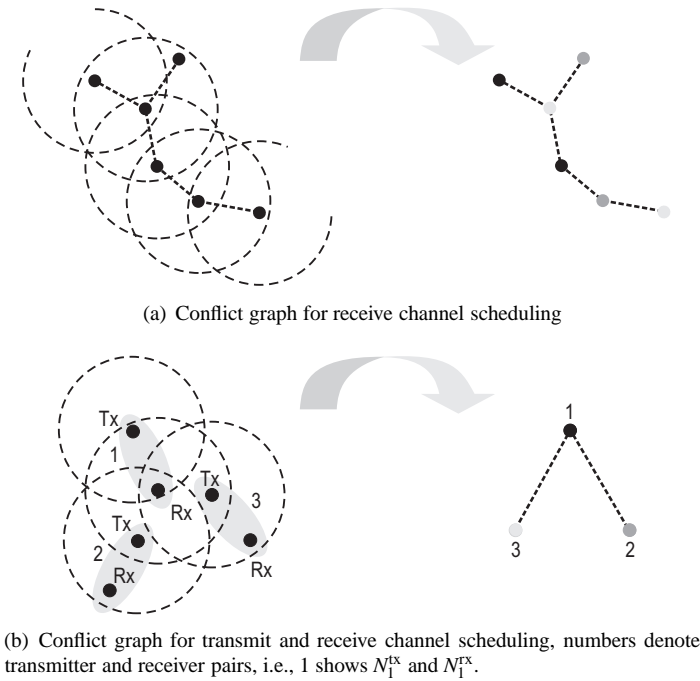 (a) Conflict graph for receive channel scheduling
Tx
1
Rx
Tx
3
Rx
Tx
2
Rx
1
3
2
(b) Conflict graph for transmit and receive channel scheduling, numbers denote
transmitter and receiver pairs, i.e., 1 shows N₁ᵗˣ and N₁ʳˣ.